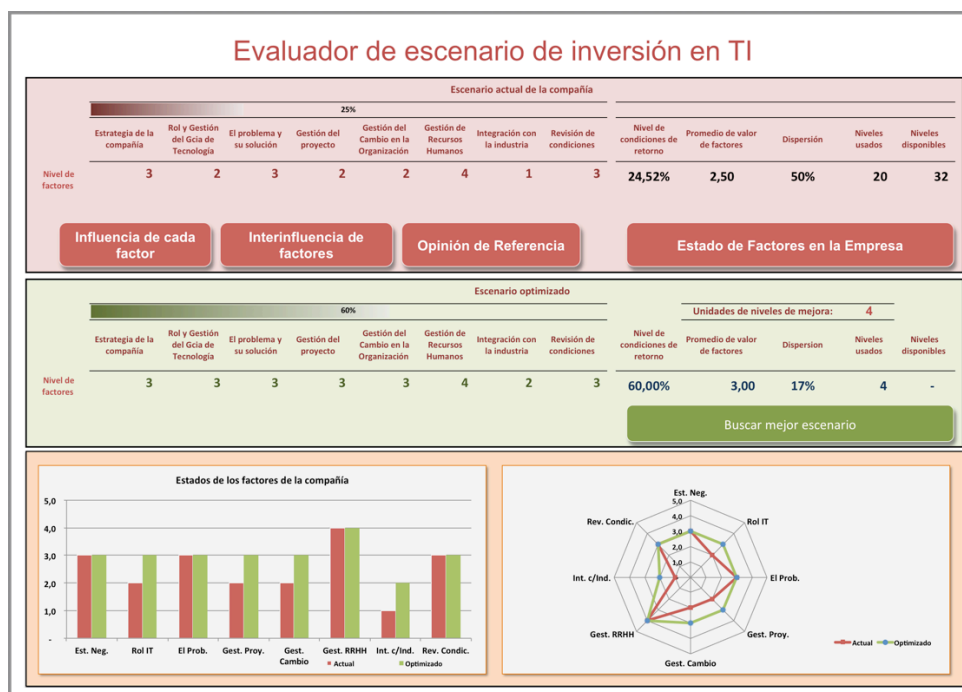 Evaluador de escenario de inversión en TI
Escenario actual de la compañía
25%
Estrategia de la compañía
Rol y Gestión del Gcia de Tecnología
El problema y su solución
Gestión del proyecto
Gestión del Cambio en la Organización
Gestión de Recursos Humanos
Integración con la industria
Revisión de condiciones
Nivel de condiciones de retorno
Promedio de valor de factores
Dispersión
Niveles usados
Niveles disponibles
Nivel de factores
3 2 3 2 2 4 1 3 24,52% 2,50 50% 20 32
Influencia de cada factor
Interinfluencia de factores
Opinión de Referencia
Estado de Factores en la Empresa
Escenario optimizado
60%
Unidades de niveles de mejora: 4
Estrategia de la compañía
Rol y Gestión del Gcia de Tecnología
El problema y su solución
Gestión del proyecto
Gestión del Cambio en la Organización
Gestión de Recursos Humanos
Integración con la industria
Revisión de condiciones
Nivel de condiciones de retorno
Promedio de valor de factores
Dispersion
Niveles usados
Niveles disponibles
Nivel de factores
3 3 3 3 3 4 2 3 60,00% 3,00 17% 4 -
Buscar mejor escenario
Estados de los factores de la compañía
5,0
4,0
3,0
2,0
1,0
-
Est. Neg.
Rol IT
El Prob.
Gest. Proy.
Gest. Cambio
Gest. RRHH
Int. c/Ind.
Rev. Condic.
Actual
Optimizado
Est. Neg.
5,0
4,0
3,0
2,0
1,0
-
Rol IT
El Prob.
Gest. Proy.
Gest. Cambio
Gest. RRHH
Int. c/Ind.
Rev. Condic.
Actual
Optimizado